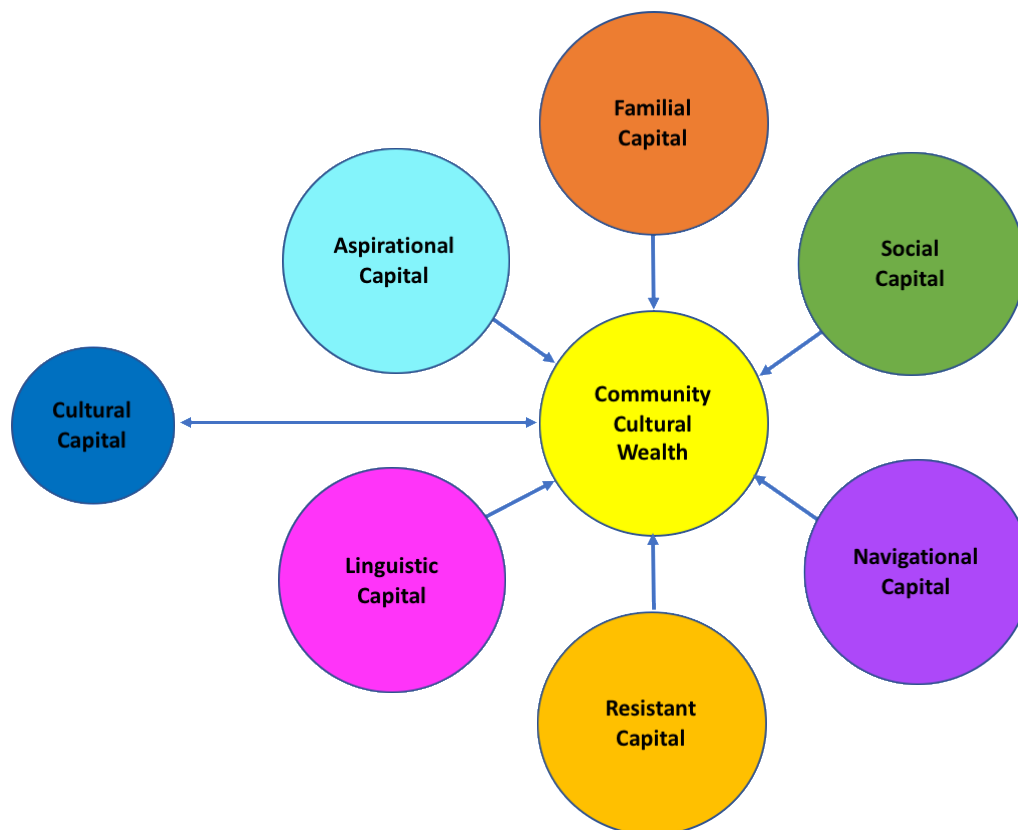 Familial
Capital
Aspirational
Capital
Social
Capital
Cultural
Capital
Community
Cultural
Wealth
Linguistic
Capital
Navigational
Capital
Resistant
Capital